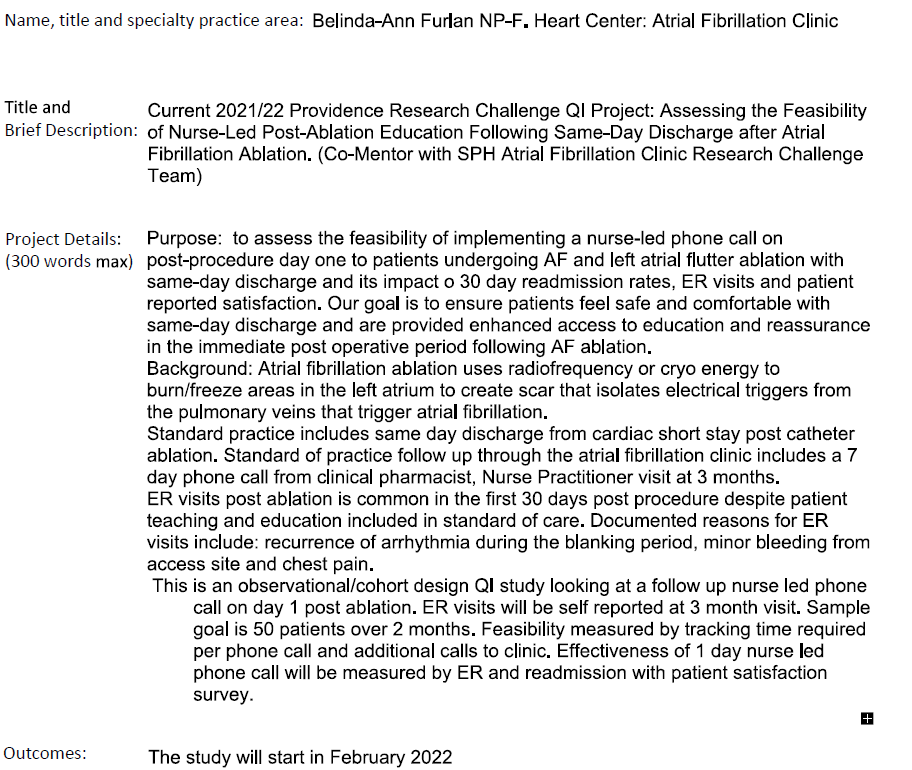 Name, title and specialty practice area: Belinda-Ann Furlan NP-F. Heart Center: Atrial Fibrillation Clinic
Title and
Brief Description:
Current 2021/22 Providence Research Challenge QI Project: Assessing the Feasibility
of Nurse-Led Post-Ablation Education Following Same-Day Discharge after Atrial
Fibrillation Ablation. (Co-Mentor with SPH Atrial Fibrillation Clinic Research Challenge
Team)
Project Details:
(300 words max)
Purpose:  to assess the feasibility of implementing a nurse-led phone call on
post-procedure day one to patients undergoing AF and left atrial flutter ablation with
same-day discharge and its impact o 30 day readmission rates, ER visits and patient
reported satisfaction. Our goal is to ensure patients feel safe and comfortable with
same-day discharge and are provided enhanced access to education and reassurance
in the immediate post operative period following AF ablation.
Background: Atrial fibrillation ablation uses radiofrequency or cryo energy to
burn/freeze areas in the left atrium to create scar that isolates electrical triggers from
the pulmonary veins that trigger atrial fibrillation.
Standard practice includes same day discharge from cardiac short stay post catheter
ablation. Standard of practice follow up through the atrial fibrillation clinic includes a 7
day phone call from clinical pharmacist, Nurse Practitioner visit at 3 months.
ER visits post ablation is common in the first 30 days post procedure despite patient
teaching and education included in standard of care. Documented reasons for ER
visits include: recurrence of arrhythmia during the blanking period, minor bleeding from
access site and chest pain.
This is an observational/cohort design QI study looking at a follow up nurse led phone
call on day 1 post ablation. ER visits will be self reported at 3 month visit. Sample
goal is 50 patients over 2 months. Feasibility measured by tracking time required
per phone call and additional calls to clinic. Effectiveness of 1 day nurse led
phone call will be measured by ER and readmission with patient satisfaction
survey.
Outcomes: The study will start in February 2022